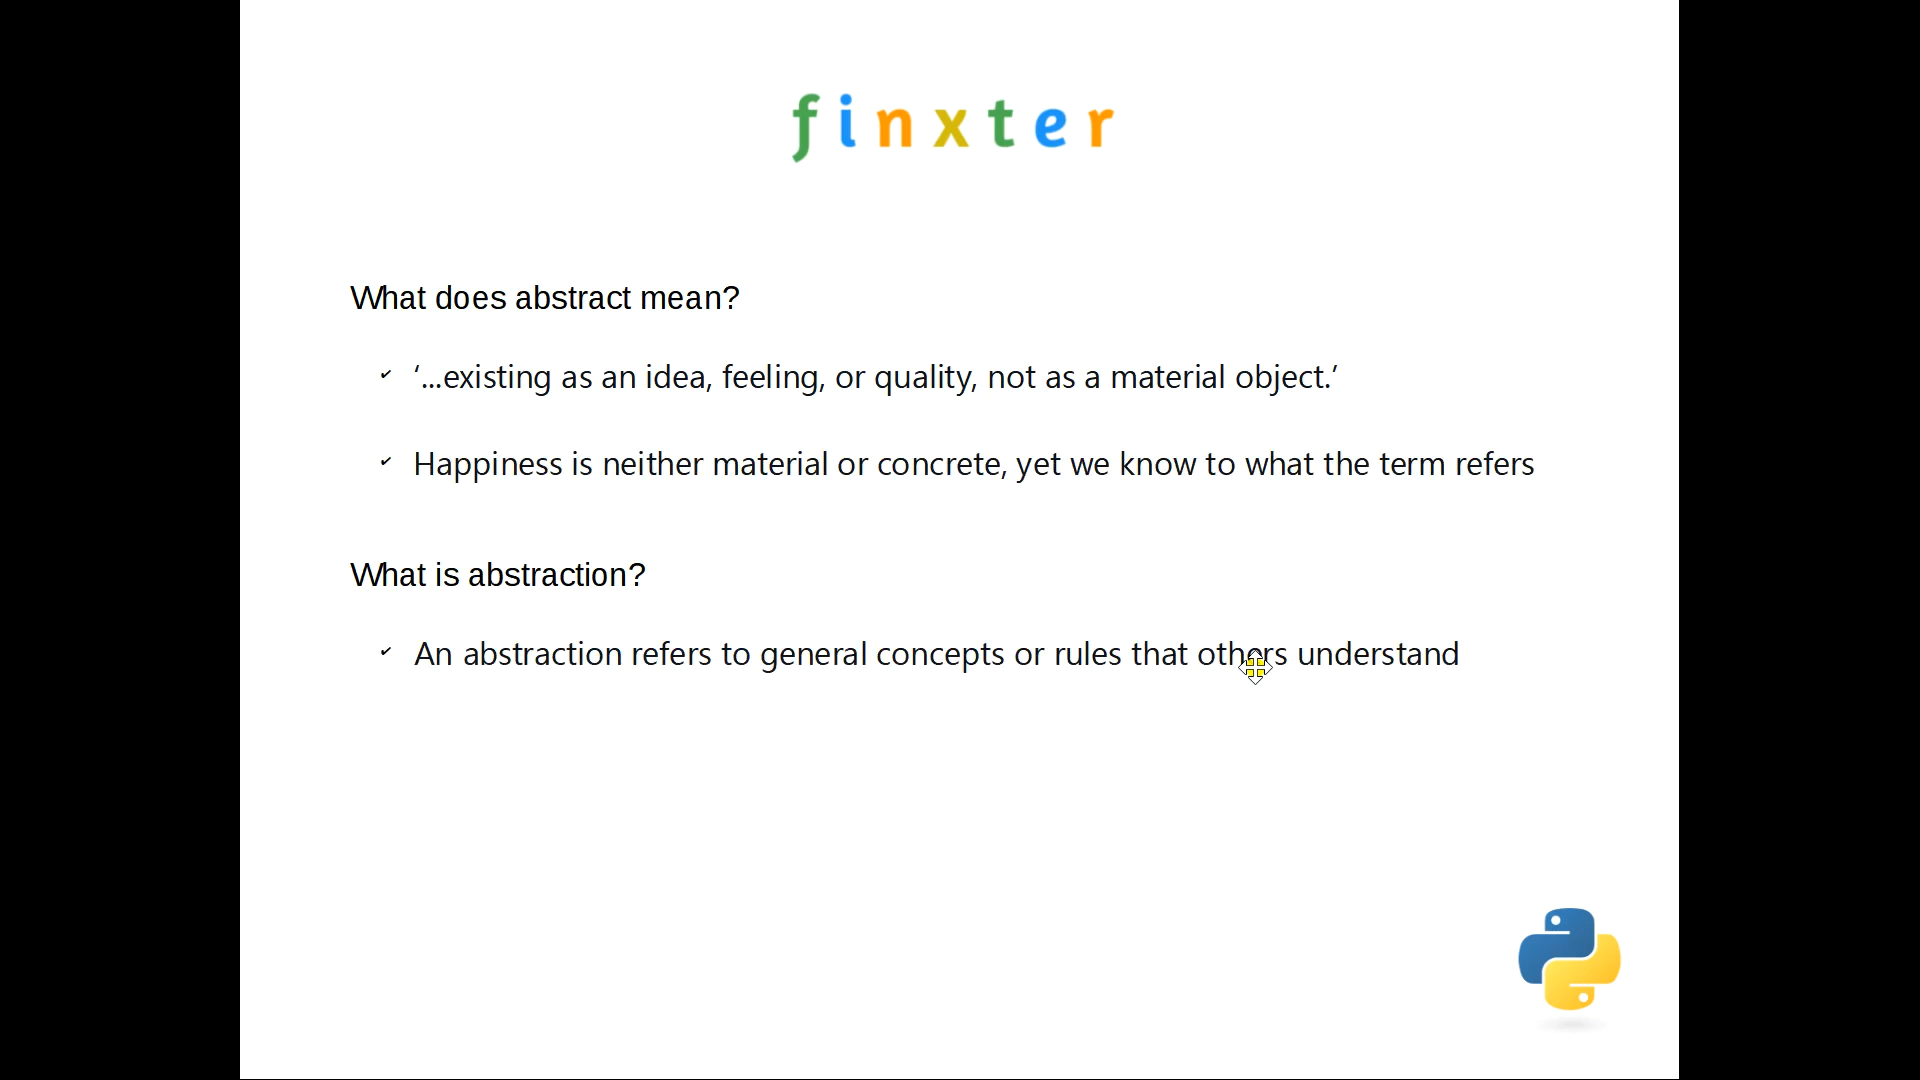 finxter
What does abstract mean?
✔ ‘...existing as an idea, feeling, or quality, not as a material object.’
✔ Happiness is neither material or concrete, yet we know to what the term refers
What is abstraction?
✔ An abstraction refers to general concepts or rules that others understand